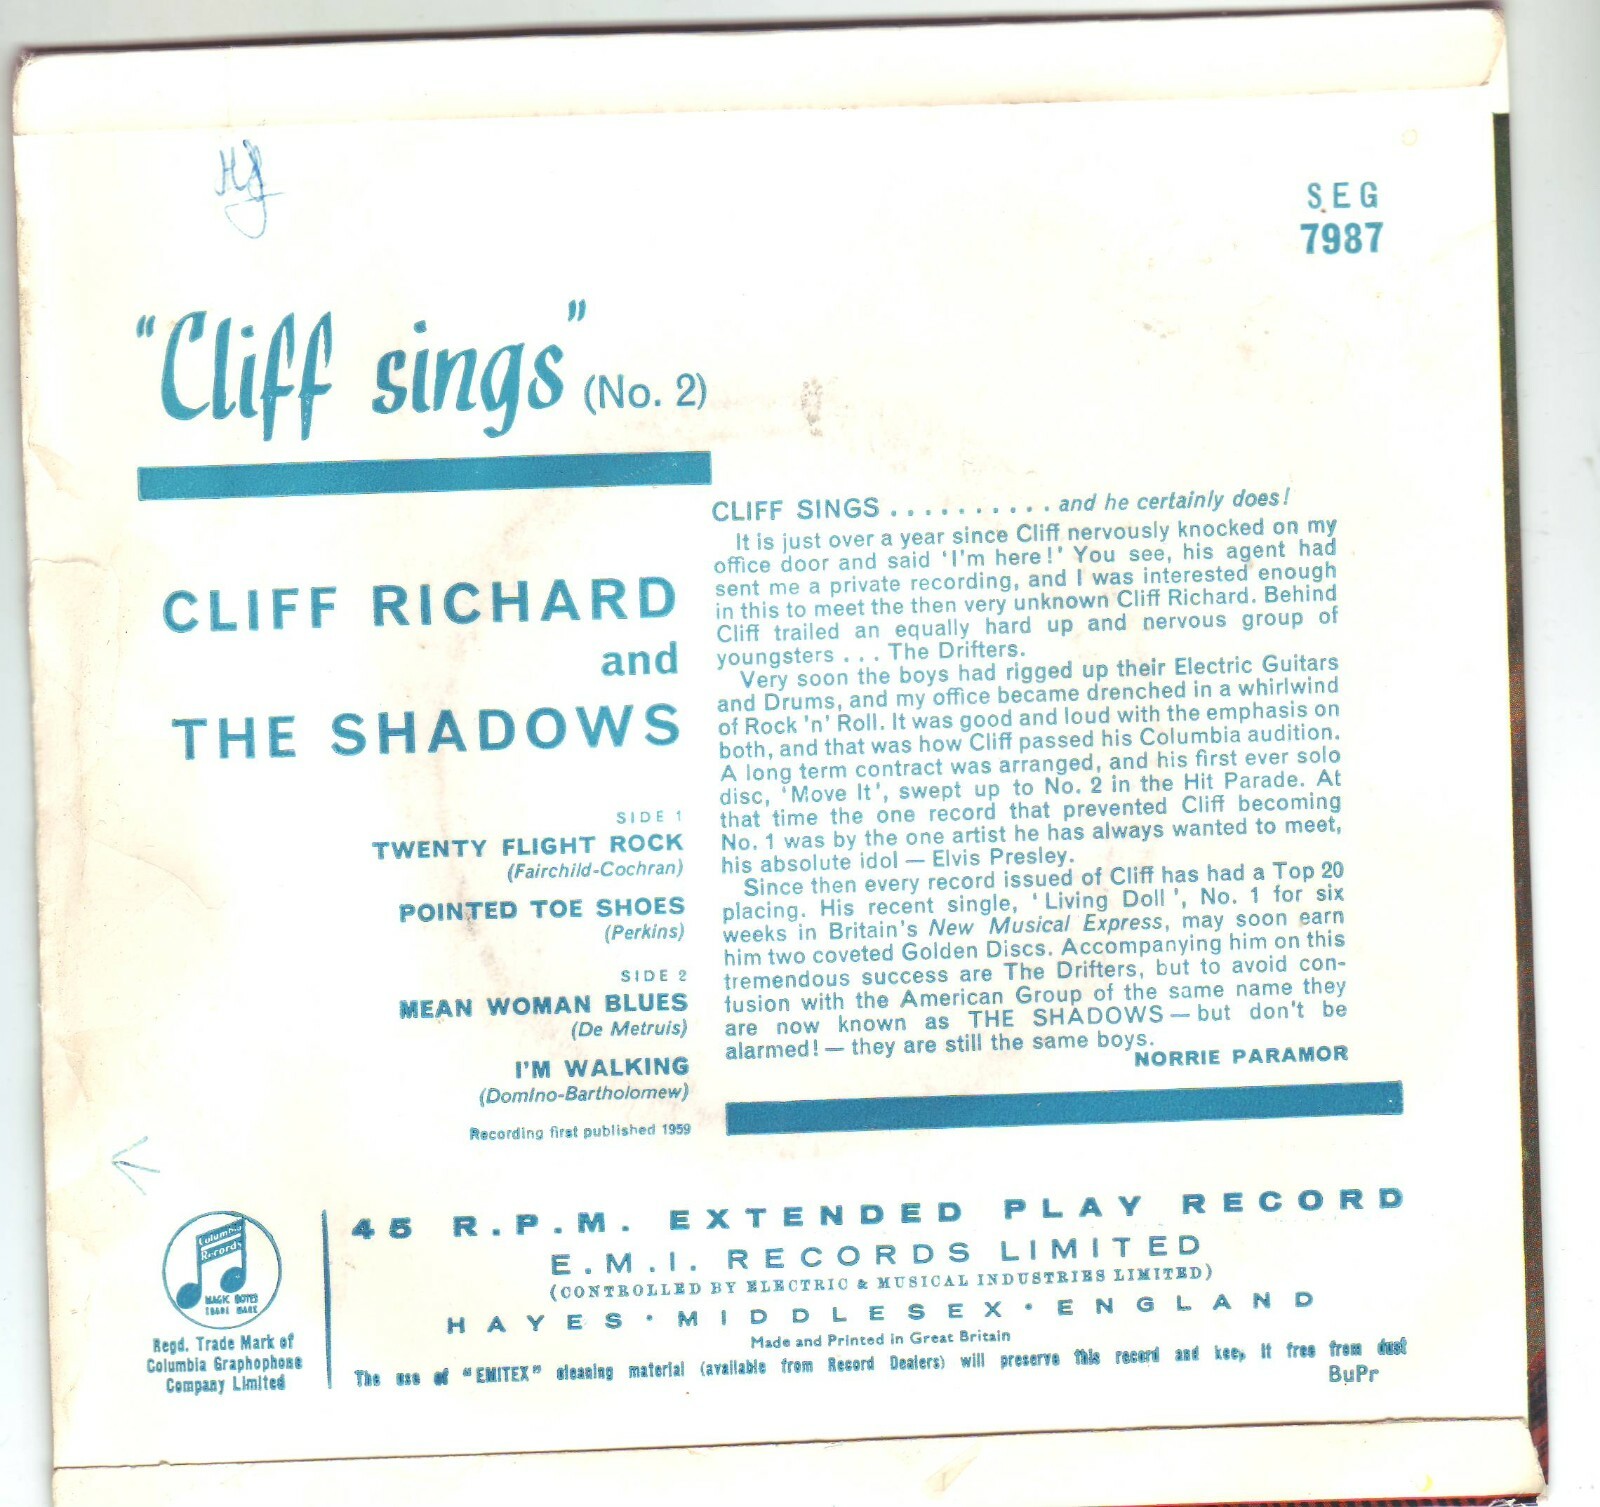 SEG
7987
"Cliff sings" (No. 2)
CLIFF RICHARD
and
THE SHADOWS
SIDE 1
TWENTY FLIGHT ROCK
(Fairchild-Cochran)
POINTED TOE SHOES
(Perkins)
SIDE 2
MEAN WOMAN BLUES
(De Metruis)
I'M WALKING
(Domino-Bartholomew)
Recording first published 1959
CLIFF SINGS .......... and he certainly does!
It is just over a year since Cliff nervously knocked on my
office door and said 'I'm here!' You see, his agent had
sent me a private recording, and I was interested enough
in this to meet the then very unknown Cliff Richard. Behind
Cliff trailed an equally hard up and nervous group of
youngsters ... The Drifters.
Very soon the boys had rigged up their Electric Guitars
and Drums, and my office became drenched in a whirlwind
of Rock 'n' Roll. It was good and loud with the emphasis on
both, and that was how Cliff passed his Columbia audition.
A long term contract was arranged, and his first ever solo
disc, 'Move It', swept up to No. 2 in the Hit Parade. At
that time the one record that prevented Cliff becoming
No. 1 was by the one artist he has always wanted to meet,
his absolute idol — Elvis Presley.
Since then every record issued of Cliff has had a Top 20
placing. His recent single, 'Living Doll', No. 1 for six
weeks in Britain's New Musical Express, may soon earn
him two coveted Golden Discs. Accompanying him on this
tremendous success are The Drifters, but to avoid con-
fusion with the American Group of the same name they
are now known as THE SHADOWS — but don't be
alarmed! — they are still the same boys.
NORRIE PARAMOR
Columbia
Records
MAGIC NOTES
TRADE MARK
Regd. Trade Mark of
Columbia Graphophone
Company Limited
45 R.P.M. EXTENDED PLAY RECORD
E.M.I. RECORDS LIMITED
(CONTROLLED BY ELECTRIC & MUSICAL INDUSTRIES LIMITED)
HAYES · MIDDLESEX · ENGLAND
Made and Printed in Great Britain
The use of "EMITEX" cleaning material (available from Record Dealers) will preserve this record and keep it free from dust
BuPr